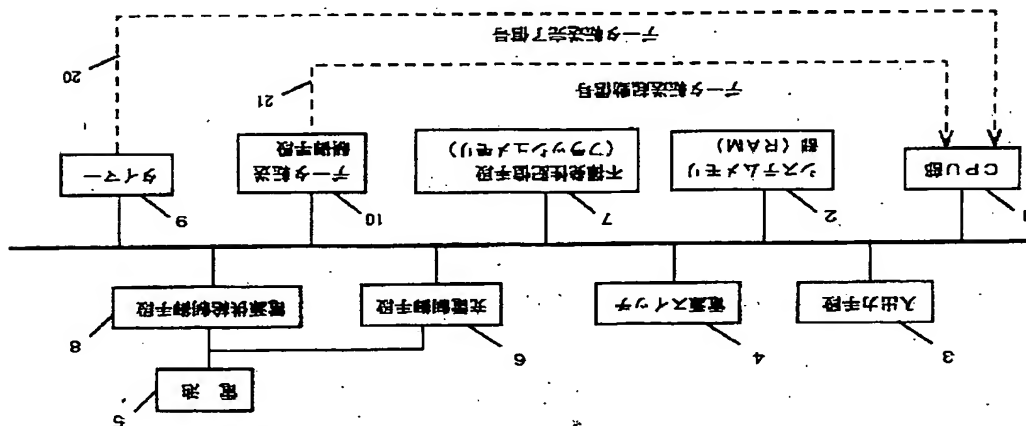 5
電 池
3
4
6
8
入出力手段
電源スイッチ
充電制御手段
電源供給制御手段
1
2
7
10
9
CPU部
システムメモリ
部(RAM)
不揮発性記憶手段
(フラッシュメモリ)
データ転送
制御手段
タイマー
データ転送起動信号
21
データ転送完了信号
20